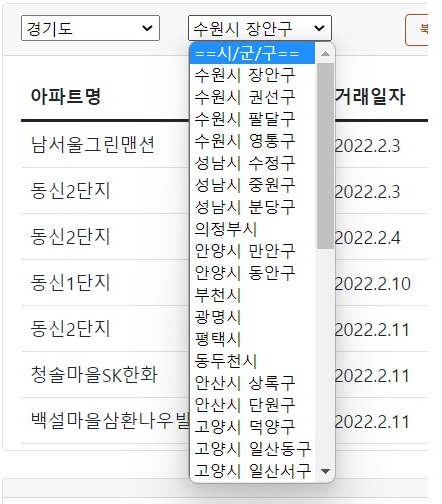 경기도
수원시 장안구
북
아파트명
거래일자
남서울그린맨션
2022.2.3
동신2단지
2022.2.3
동신2단지
2022.2.4
동신1단지
2022.2.10
동신2단지
2022.2.11
청솔마을SK한화
2022.2.11
백설마을삼환나우빌
2022.2.11
==시/군/구==
수원시 장안구
수원시 권선구
수원시 팔달구
수원시 영통구
성남시 수정구
성남시 중원구
성남시 분당구
의정부시
안양시 만안구
안양시 동안구
부천시
광명시
평택시
동두천시
안산시 상록구
안산시 단원구
고양시 덕양구
고양시 일산동구
고양시 일산서구